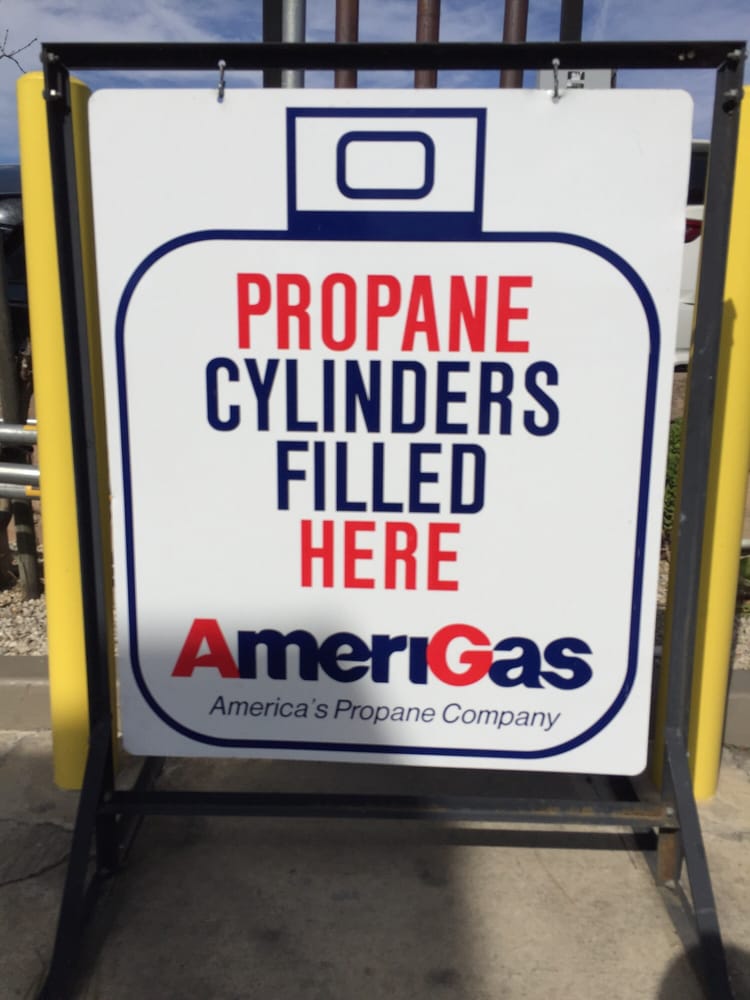 PROPANE
CYLINDERS
FILLED
HERE
AmeriGas
America's Propane Company